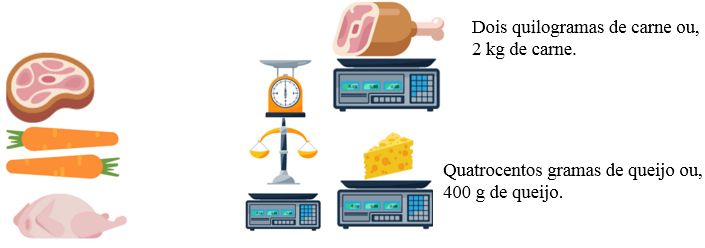 Dois quilogramas de carne ou,
2 kg de carne.
Quatrocentos gramas de queijo ou,
400 g de queijo.